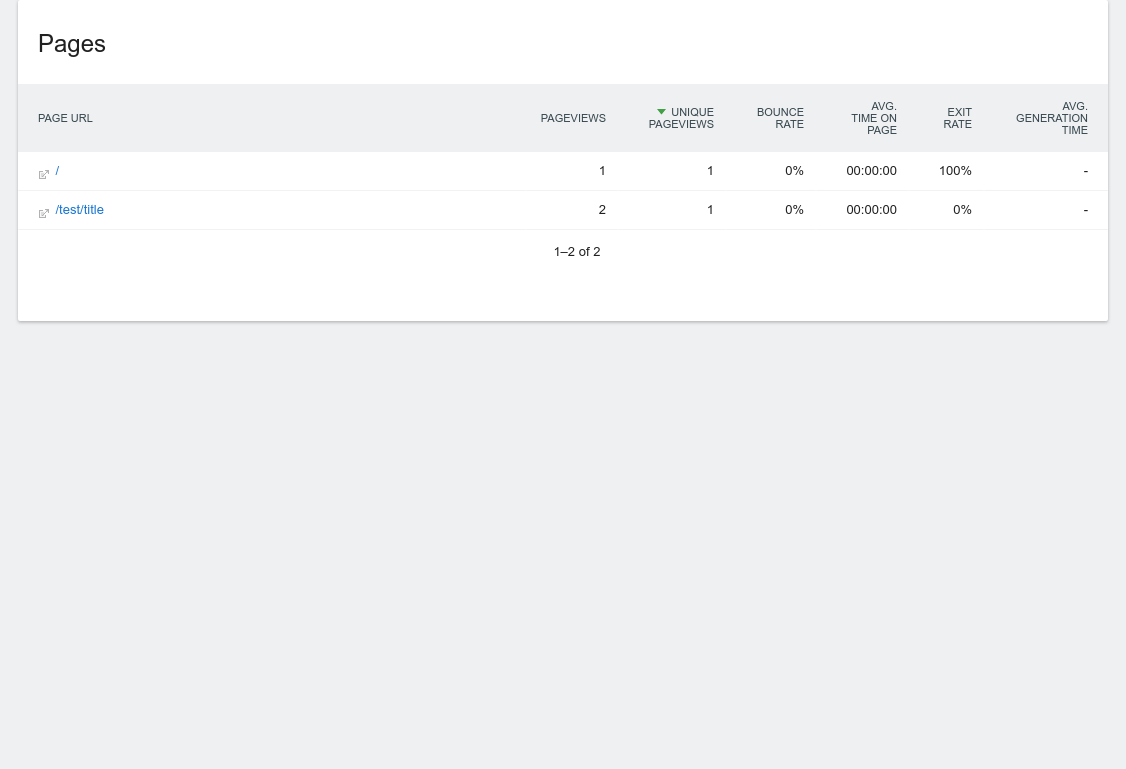 Pages
PAGE URL PAGEVIEWS UNIQUE PAGEVIEWS BOUNCE RATE AVG. TIME ON PAGE EXIT RATE AVG. GENERATION TIME
/ 1 1 0% 00:00:00 100% -
/test/title 2 1 0% 00:00:00 0% -
1–2 of 2